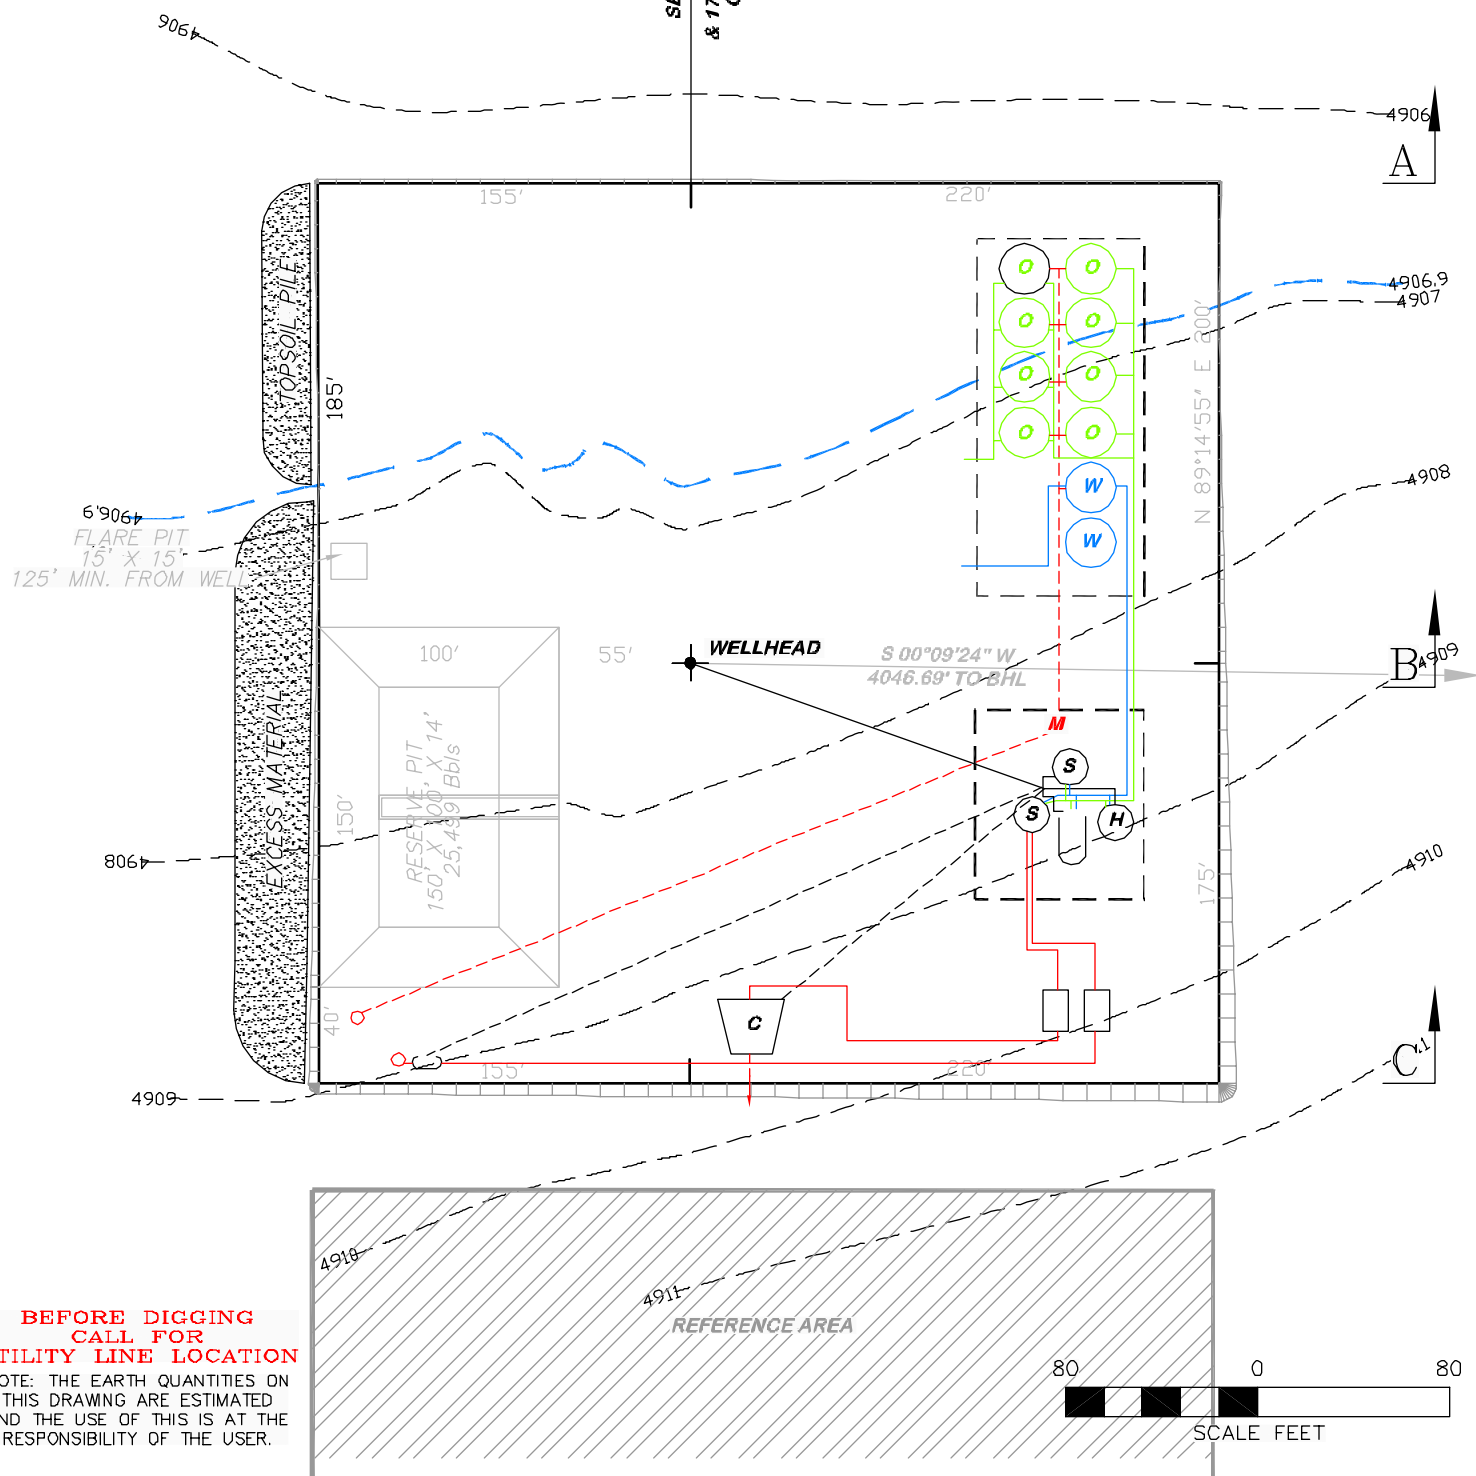 & 17
4906
4906
A
155'
220'
TOPSOIL PILE
185'
O O
O O
O O
O O
W
W
4906.9
4907
N 89°14'55" E 200'
4908
4906.9
FLARE PIT
15' X 15'
125' MIN. FROM WELL
100'
55'
WELLHEAD
S 00°09'24" W
4046.69' TO BHL
B
4909
EXCESS MATERIAL
RESERVE PIT
150' X 100' X 14'
25,499 Bbls
150'
M
S
S
H
4908
4910
175'
40'
C
155'
220'
C
4909
4910
4911
REFERENCE AREA
BEFORE DIGGING
CALL FOR
TILITY LINE LOCATION
OTE: THE EARTH QUANTITIES ON
THIS DRAWING ARE ESTIMATED
ND THE USE OF THIS IS AT THE
RESPONSIBILITY OF THE USER.
80 0 80
SCALE FEET